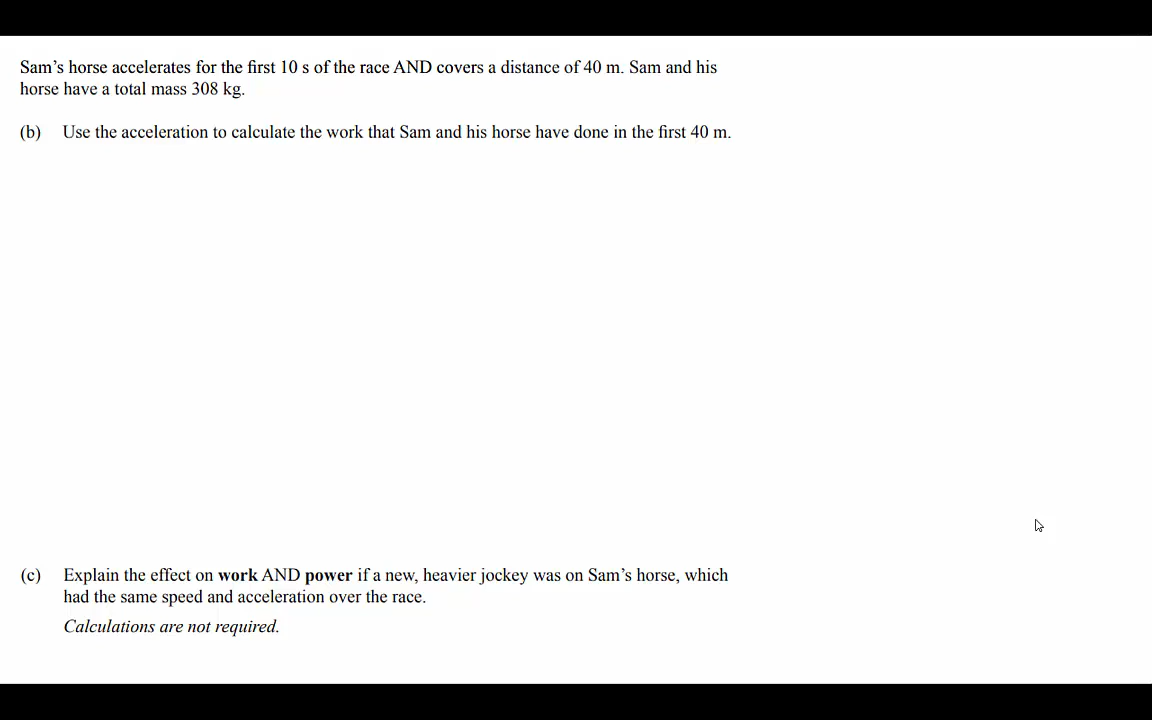 Sam’s horse accelerates for the first 10 s of the race AND covers a distance of 40 m. Sam and his
horse have a total mass 308 kg.
(b) Use the acceleration to calculate the work that Sam and his horse have done in the first 40 m.
(c) Explain the effect on work AND power if a new, heavier jockey was on Sam’s horse, which
had the same speed and acceleration over the race.
Calculations are not required.